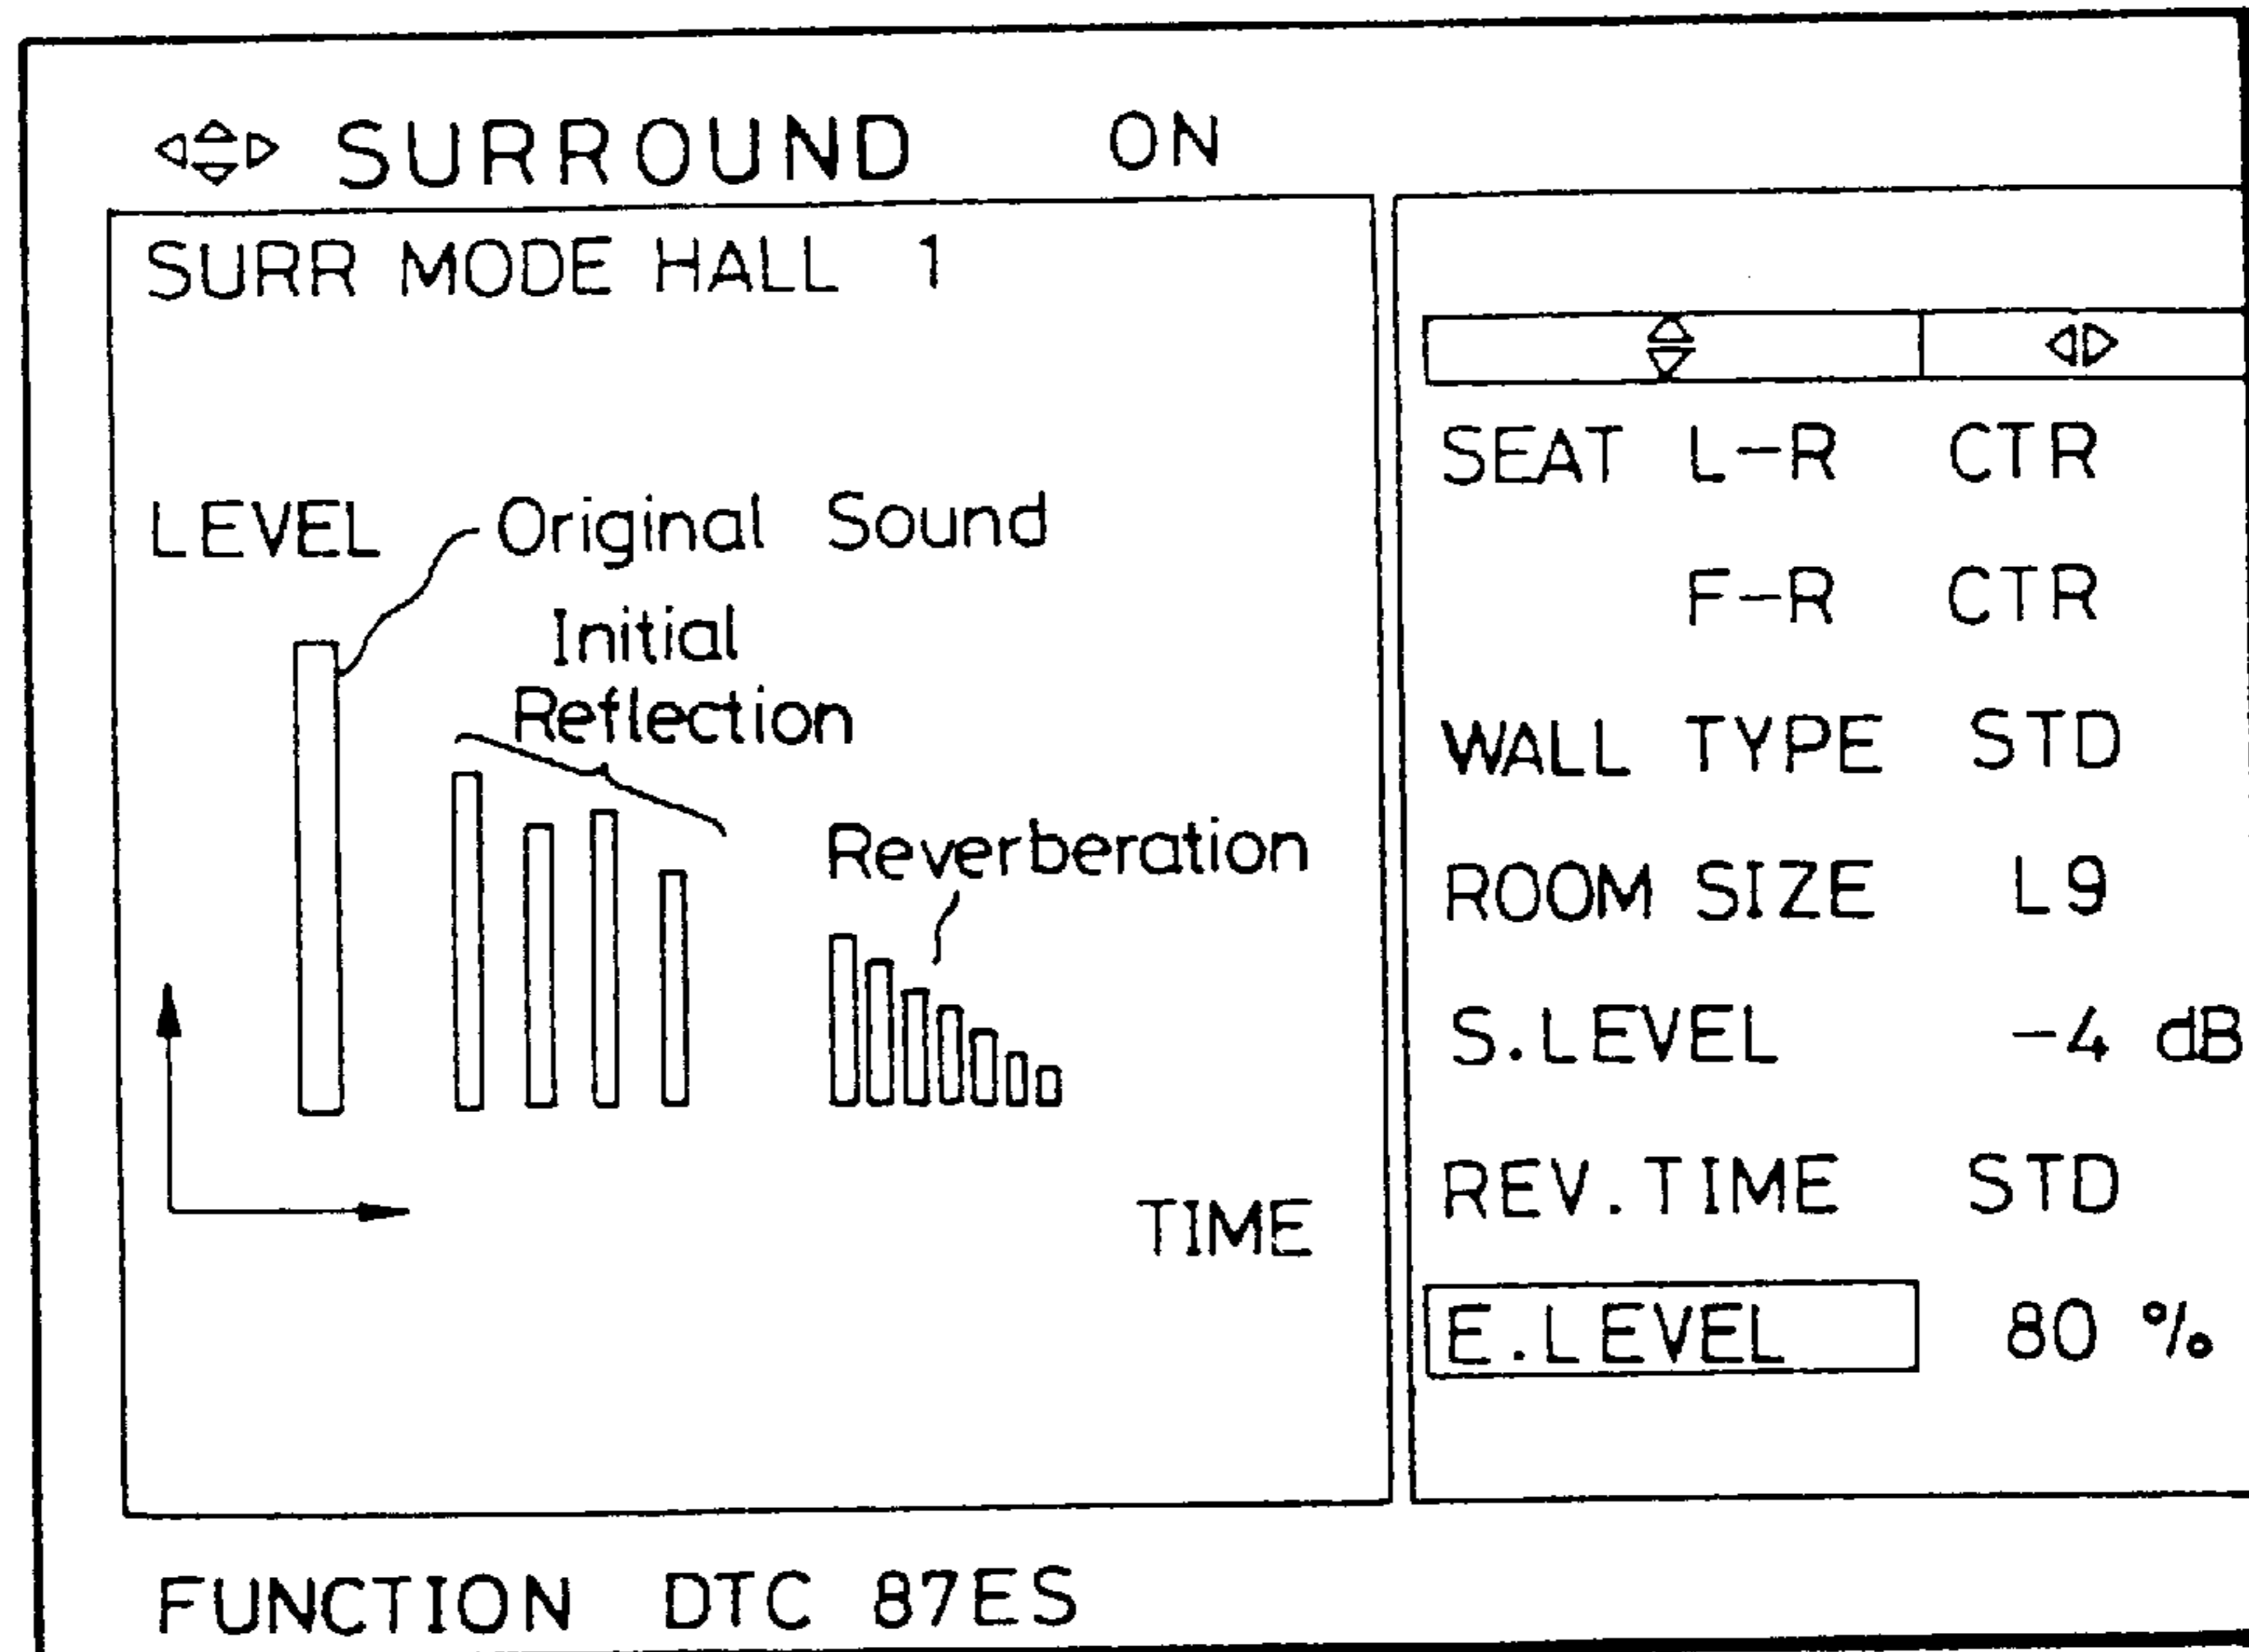 SURROUND ON
SURR MODE HALL 1
LEVEL
Original Sound
Initial
Reflection
Reverberation
TIME
SEAT L-R CTR
F-R CTR
WALL TYPE STD
ROOM SIZE L9
S.LEVEL -4 dB
REV.TIME STD
E.LEVEL 80 %
FUNCTION DTC 87ES